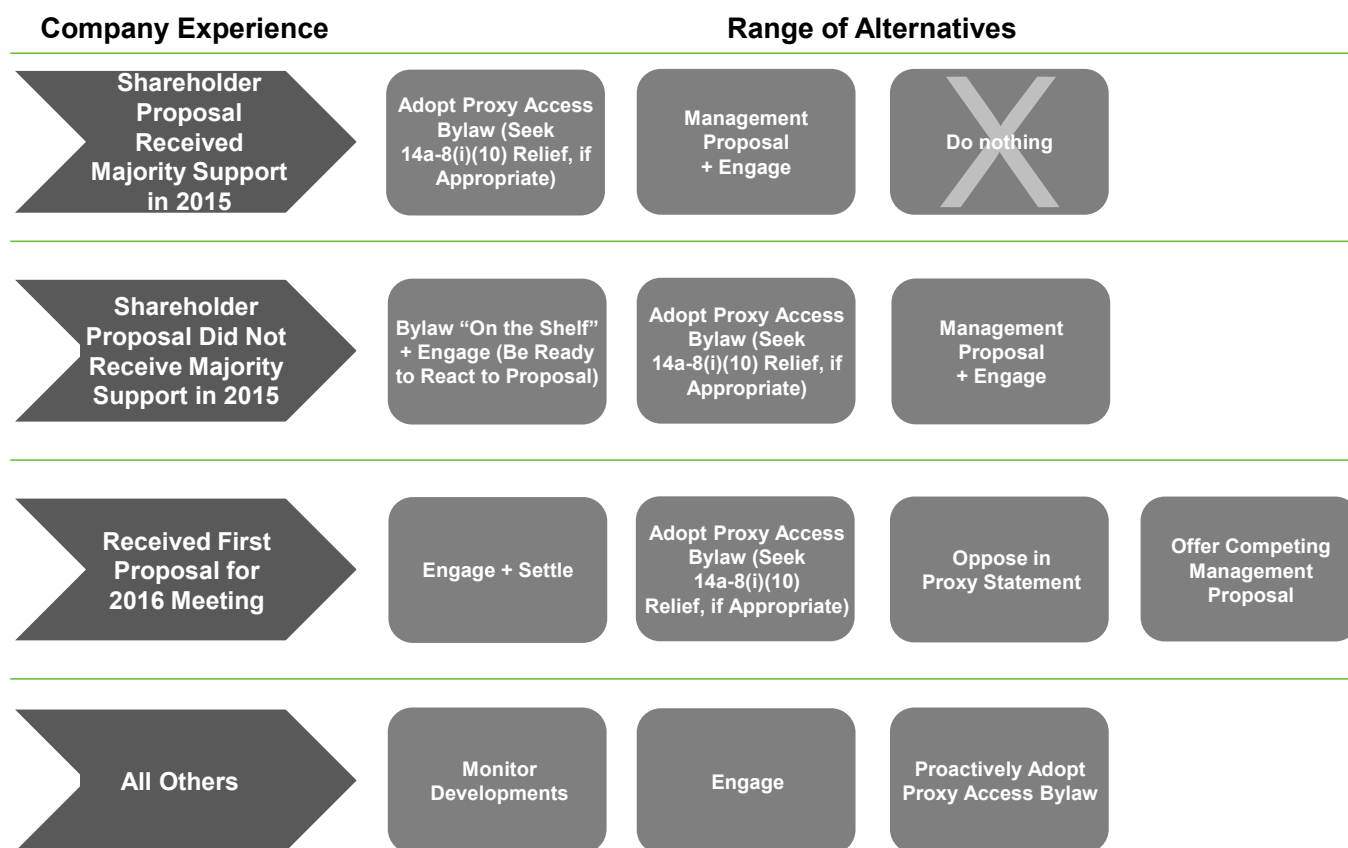 Company Experience
Range of Alternatives
Shareholder
Proposal
Received
Majority Support
in 2015
Adopt Proxy Access
Bylaw (Seek
14a-8(i)(10) Relief, if
Appropriate)
Management
Proposal
+ Engage
X
Do nothing
Shareholder
Proposal Did Not
Receive Majority
Support in 2015
Bylaw “On the Shelf”
+ Engage (Be Ready
to React to Proposal)
Adopt Proxy Access
Bylaw (Seek
14a-8(i)(10) Relief, if
Appropriate)
Management
Proposal
+ Engage
Received First
Proposal for
2016 Meeting
Engage + Settle
Adopt Proxy Access
Bylaw (Seek
14a-8(i)(10)
Relief, if Appropriate)
Oppose in
Proxy Statement
Offer Competing
Management
Proposal
All Others
Monitor
Developments
Engage
Proactively Adopt
Proxy Access Bylaw